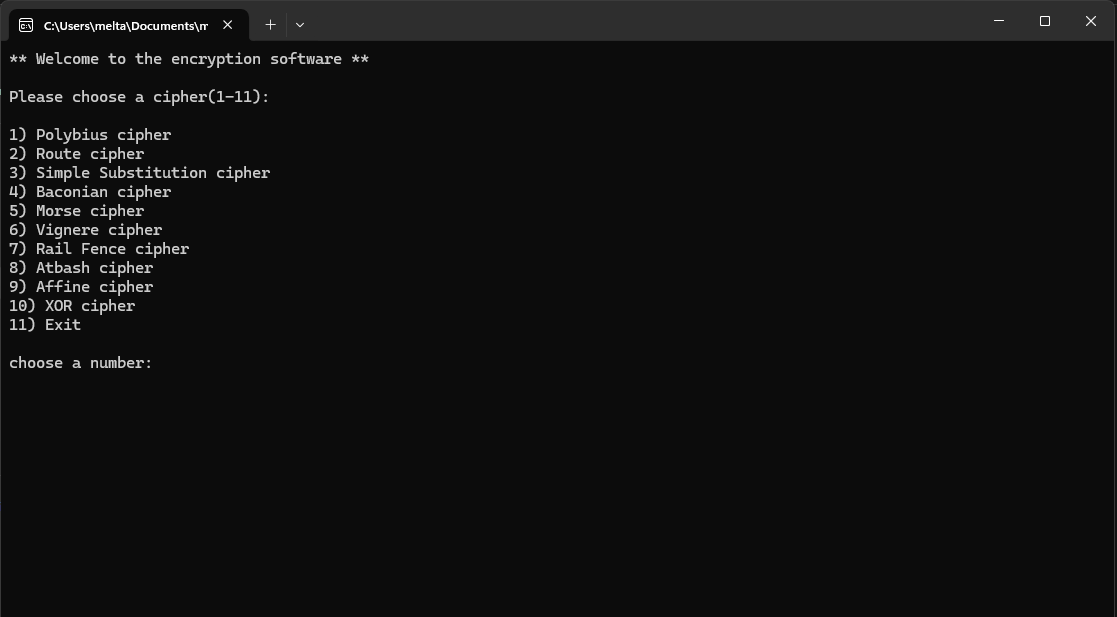 C:\Users\melta\Documents\m
** Welcome to the encryption software **
Please choose a cipher(1-11):
1) Polybius cipher
2) Route cipher
3) Simple Substitution cipher
4) Baconian cipher
5) Morse cipher
6) Vignere cipher
7) Rail Fence cipher
8) Atbash cipher
9) Affine cipher
10) XOR cipher
11) Exit
choose a number: